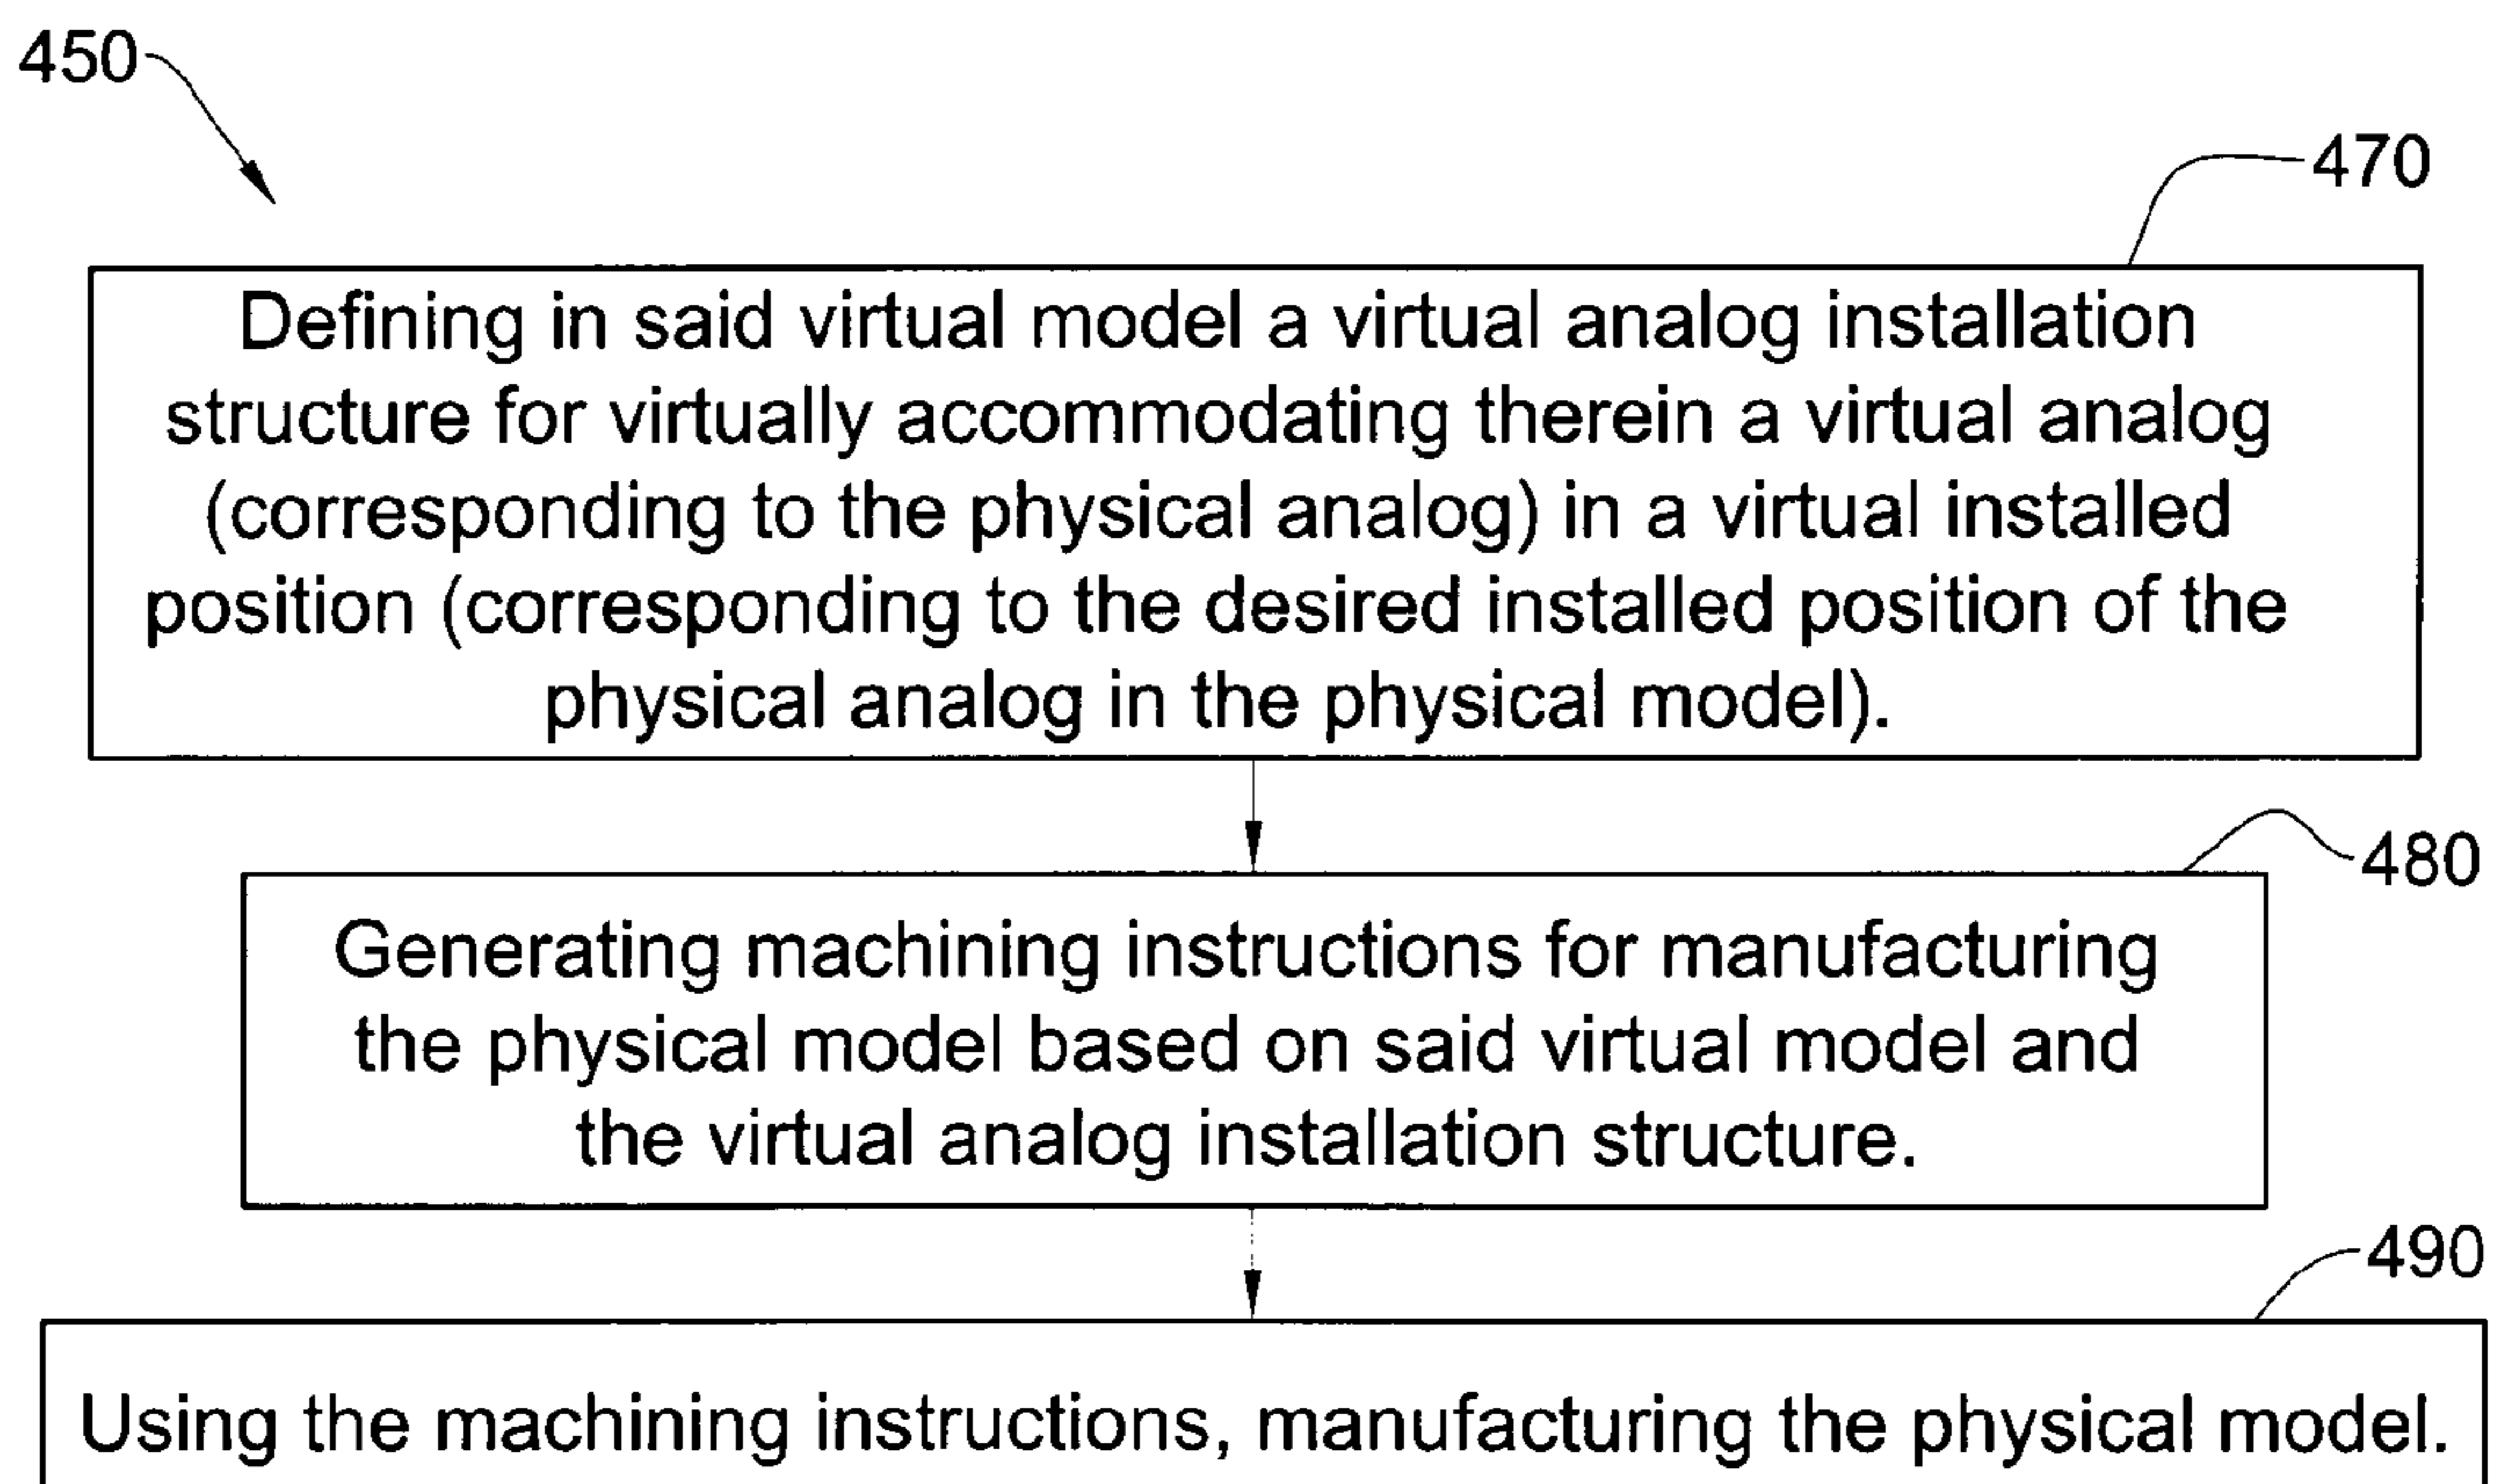 450
470
Defining in said virtual model a virtual analog installation
structure for virtually accommodating therein a virtual analog
(corresponding to the physical analog) in a virtual installed
position (corresponding to the desired installed position of the
physical analog in the physical model).
480
Generating machining instructions for manufacturing
the physical model based on said virtual model and
the virtual analog installation structure.
490
Using the machining instructions, manufacturing the physical model.